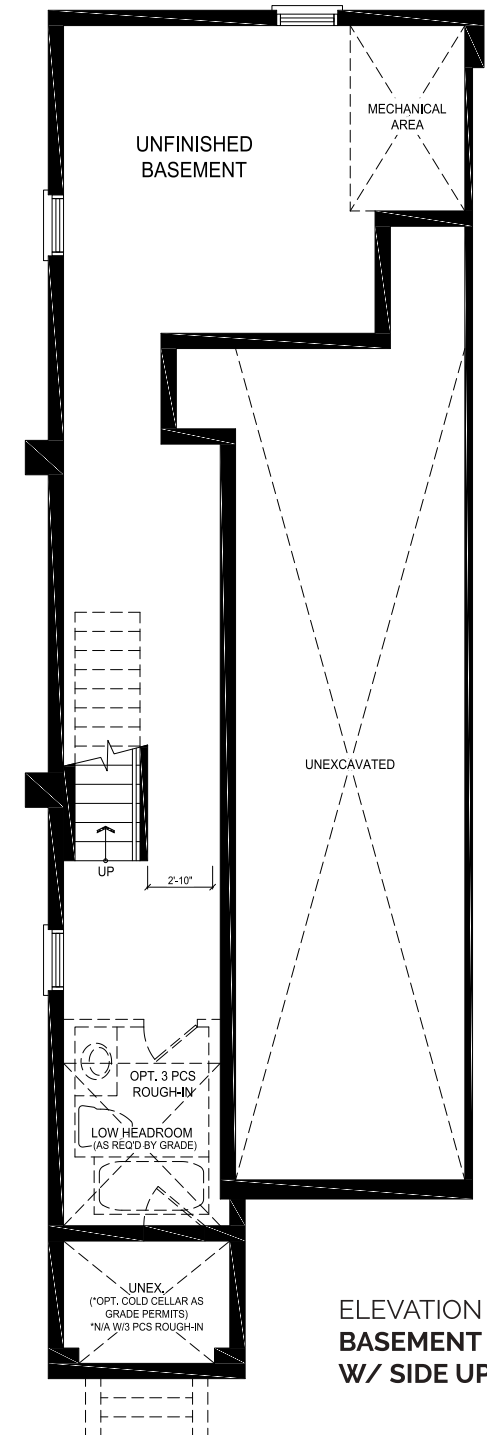 MECHANICAL
AREA
UNFINISHED
BASEMENT
UNEXCAVATED
UP
2'-10"
OPT. 3 PCS
ROUGH-IN
LOW HEADROOM
(AS REQ'D BY GRADE)
UNEX.
(*OPT. COLD CELLAR AS
GRADE PERMITS)
*N/A W/3 PCS ROUGH-IN
ELEVATION
BASEMENT
W/ SIDE UP